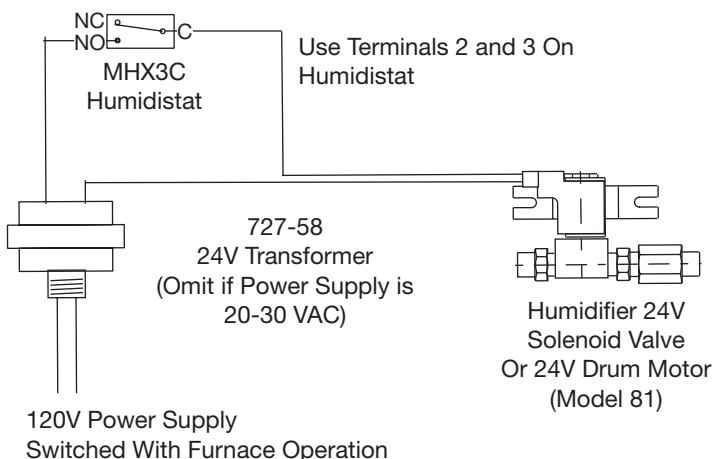 NC
NO
C
MHX3C
Humidistat
Use Terminals 2 and 3 On
Humidistat
727-58
24V Transformer
(Omit if Power Supply is
20-30 VAC)
Humidifier 24V
Solenoid Valve
Or 24V Drum Motor
(Model 81)
120V Power Supply
Switched With Furnace Operation